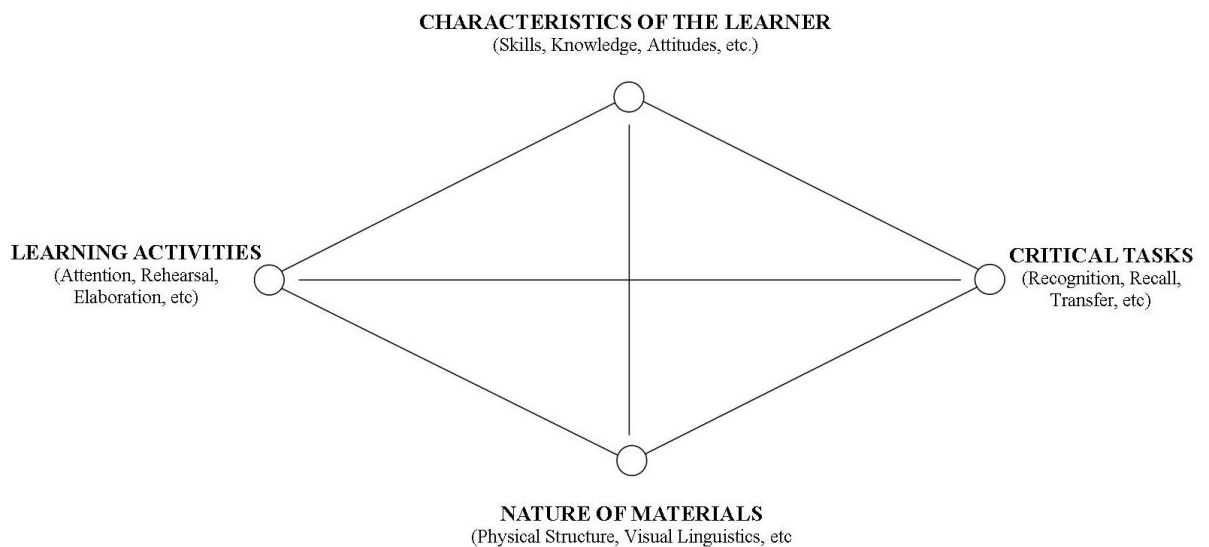 CHARACTERISTICS OF THE LEARNER
(Skills, Knowledge, Attitudes, etc.)
LEARNING ACTIVITIES
(Attention, Rehearsal,
Elaboration, etc)
CRITICAL TASKS
(Recognition, Recall,
Transfer, etc)
NATURE OF MATERIALS
(Physical Structure, Visual Linguistics, etc